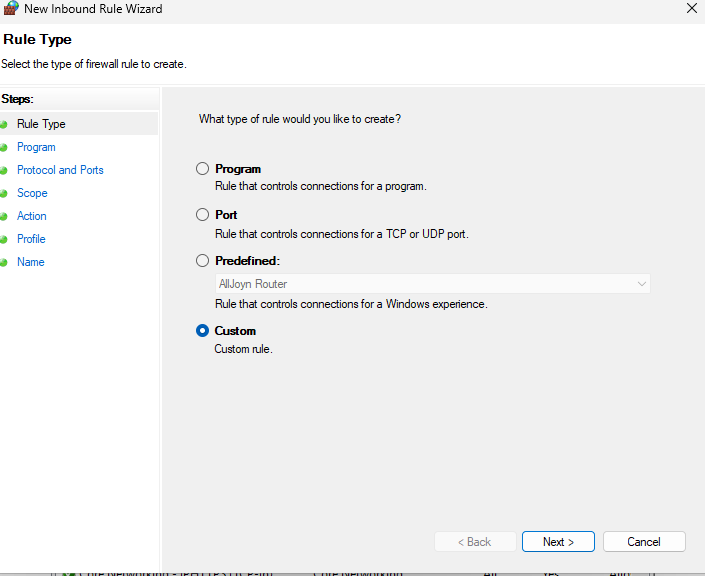 New Inbound Rule Wizard
Rule Type
Select the type of firewall rule to create.
Steps:
Rule Type
Program
Protocol and Ports
Scope
Action
Profile
Name
What type of rule would you like to create?
Program
Rule that controls connections for a program.
Port
Rule that controls connections for a TCP or UDP port.
Predefined:
AllJoyn Router
Rule that controls connections for a Windows experience.
Custom
Custom rule.
< Back
Next >
Cancel